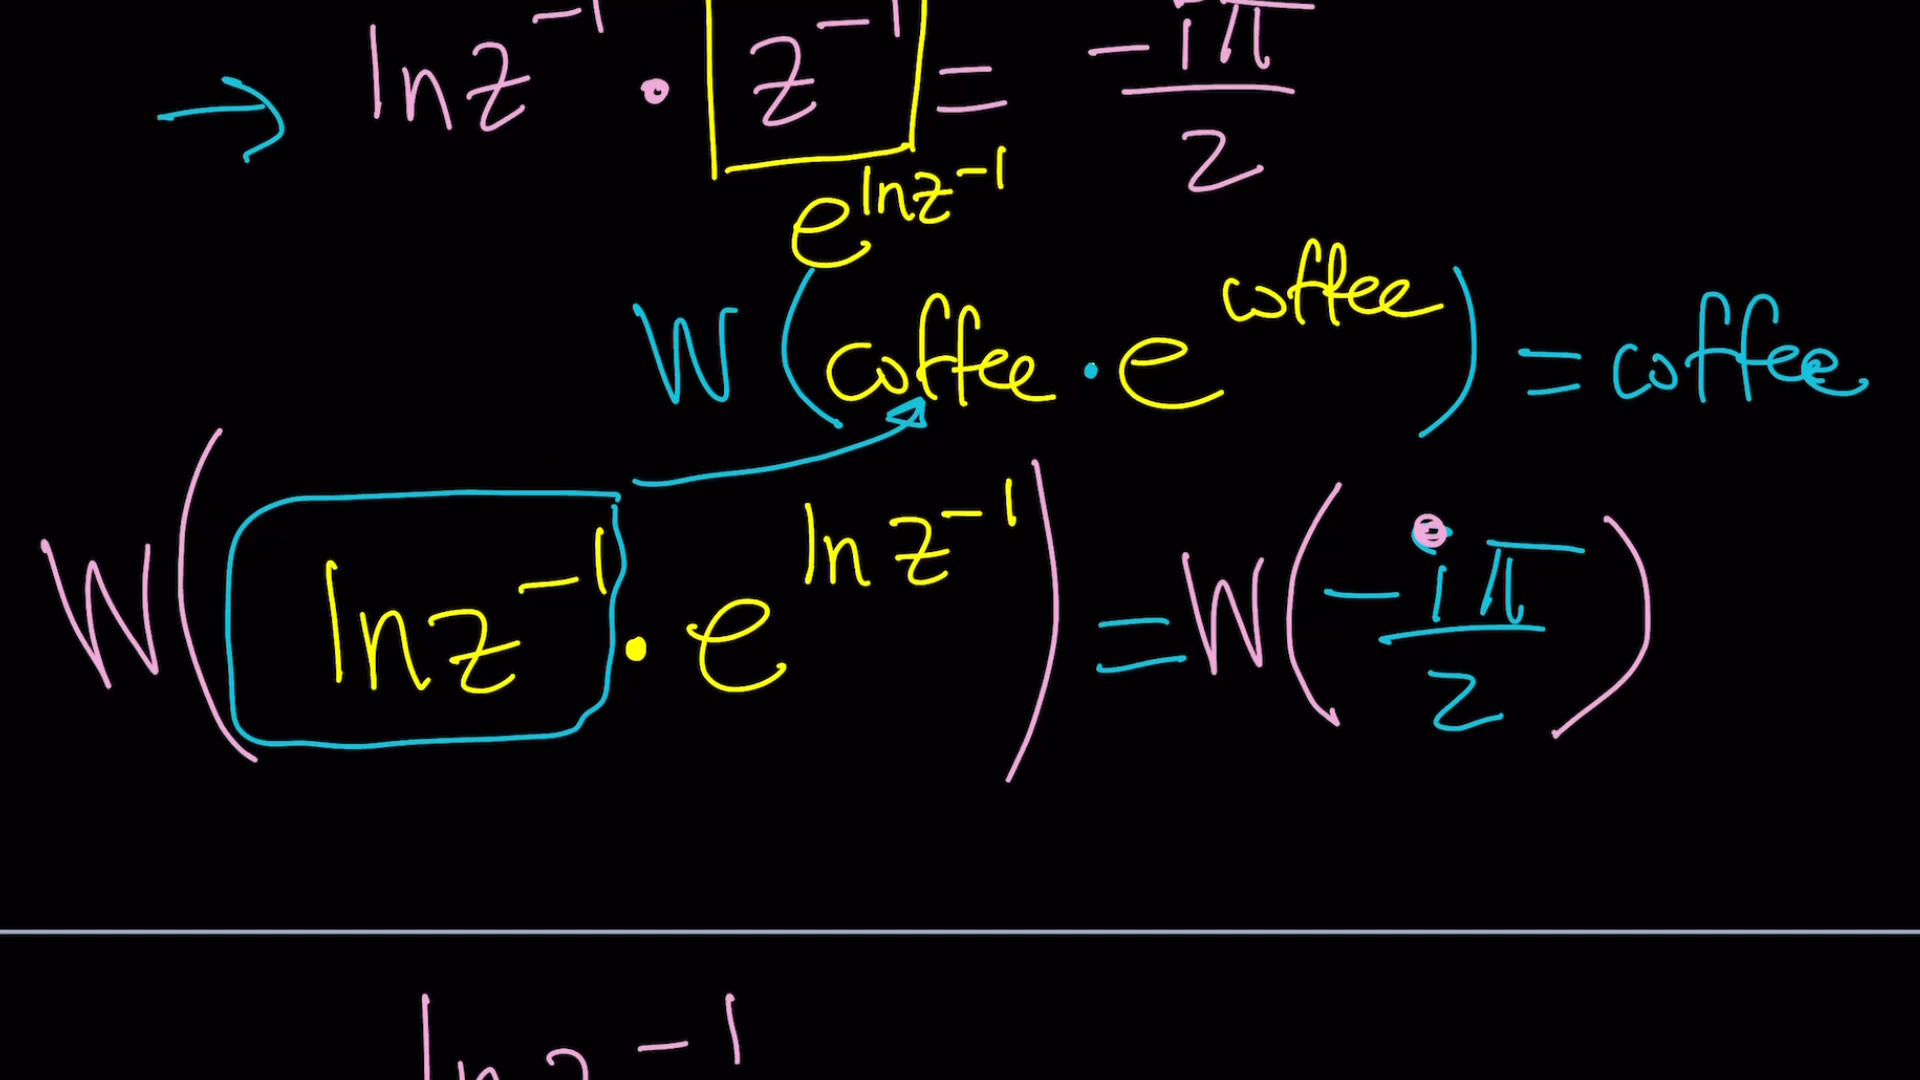 → ln z⁻¹ · z⁻¹ = -iπ/2
e^(ln z⁻¹)
W(coffee · e^coffee) = coffee
W(ln z⁻¹ · e^(ln z⁻¹)) = W(-iπ/2)
ln z⁻¹